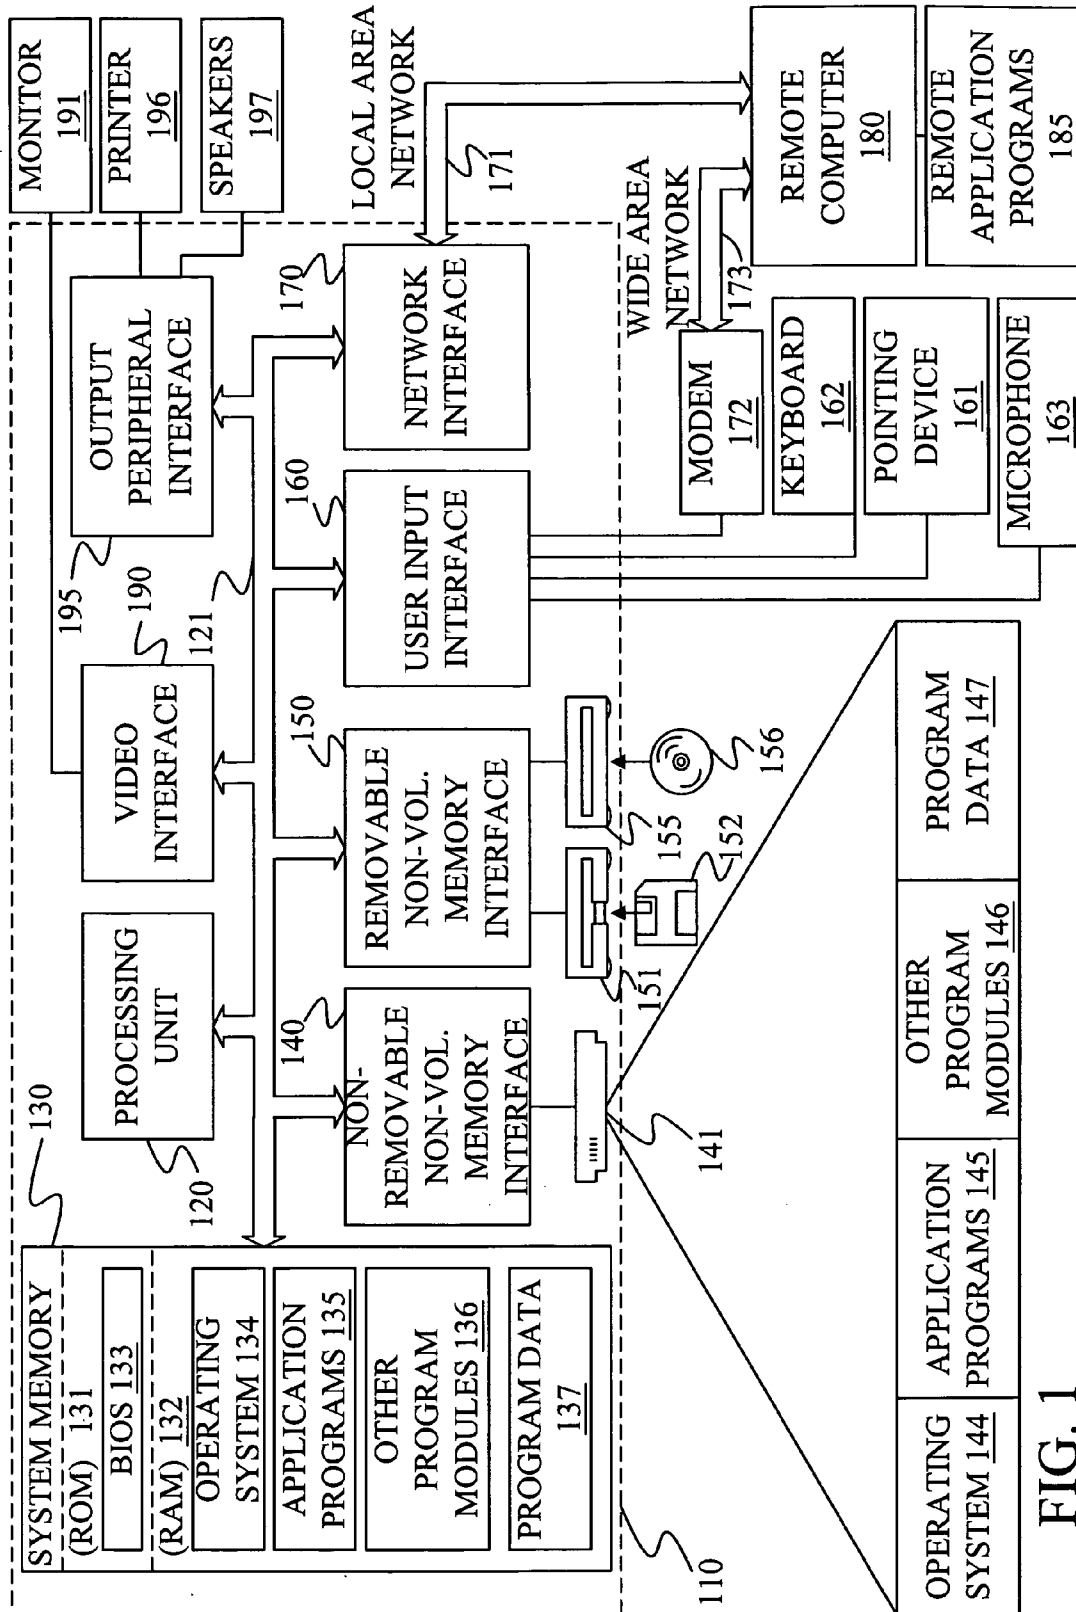 SYSTEM MEMORY
(ROM) 131
BIOS 133
(RAM) 132
OPERATING
SYSTEM 134
APPLICATION
PROGRAMS 135
OTHER
PROGRAM
MODULES 136
PROGRAM DATA
137
130
110
PROCESSING
UNIT
120
VIDEO
INTERFACE
190
121
OUTPUT
PERIPHERAL
INTERFACE
195
MONITOR
191
PRINTER
196
SPEAKERS
197
NON-
REMOVABLE
NON-VOL.
MEMORY
INTERFACE
140
REMOVABLE
NON-VOL.
MEMORY
INTERFACE
150
USER INPUT
INTERFACE
160
NETWORK
INTERFACE
170
LOCAL AREA
NETWORK
171
WIDE AREA
NETWORK
173
141
151
152
155
156
MODEM
172
KEYBOARD
162
POINTING
DEVICE
161
MICROPHONE
163
REMOTE
COMPUTER
180
REMOTE
APPLICATION
PROGRAMS
185
OPERATING
SYSTEM 144
APPLICATION
PROGRAMS 145
OTHER
PROGRAM
MODULES 146
PROGRAM
DATA 147
FIG. 1